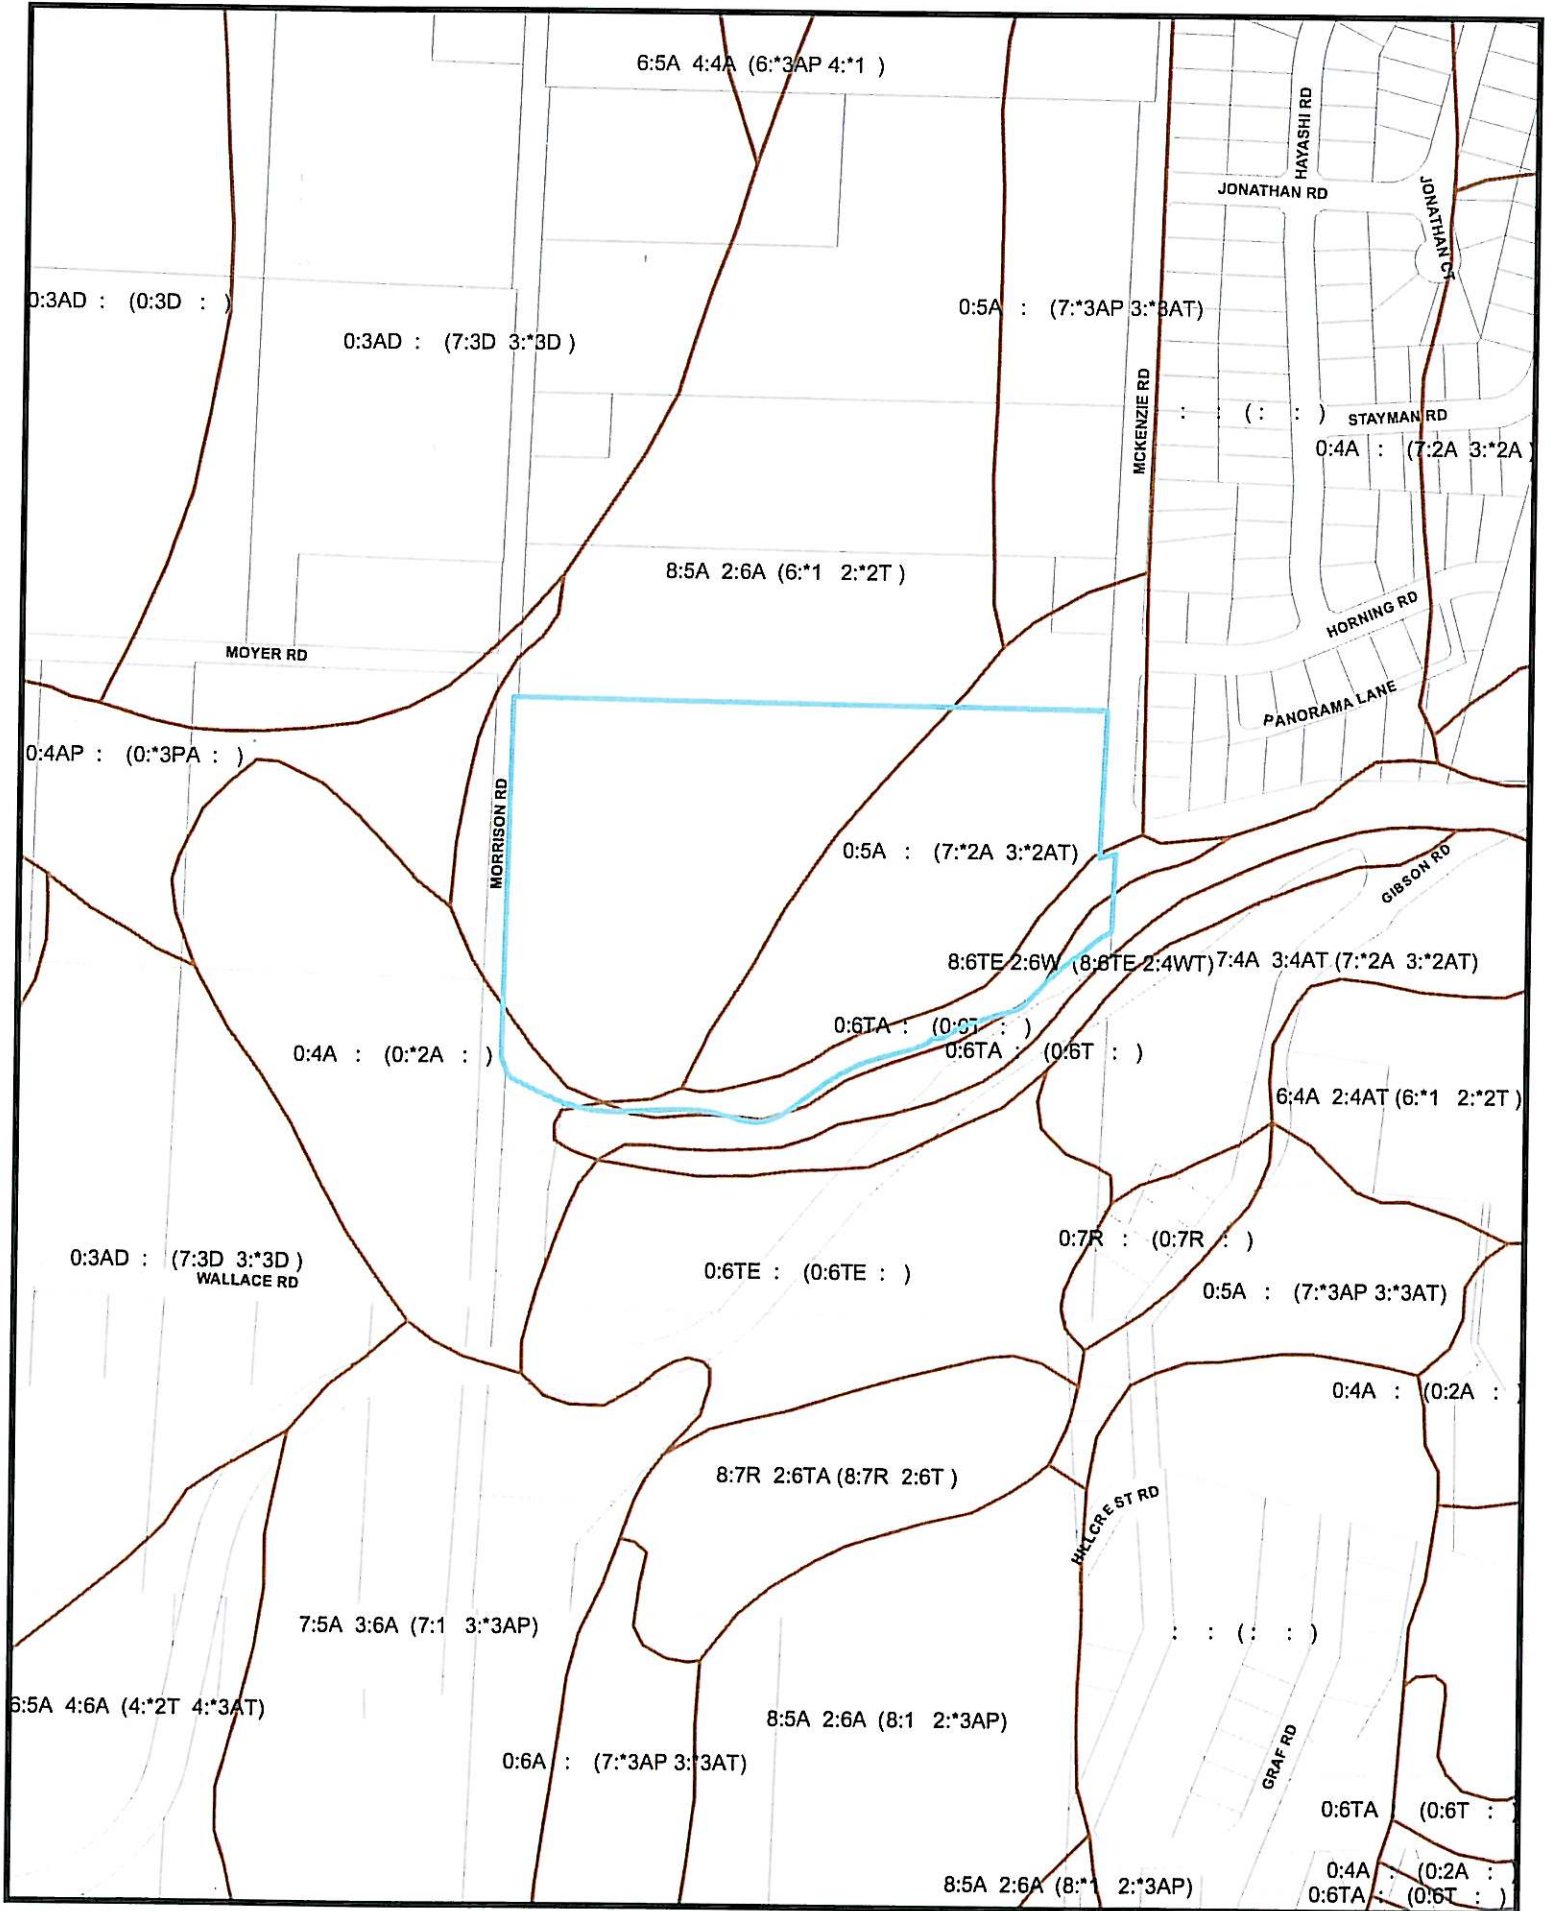 6:5A 4:4A (6:*3AP 4:*1 )
HAYASHI RD
JONATHAN RD
JONATHAN CT
0:3AD : (0:3D : )
0:3AD : (7:3D 3:*3D )
0:5A : (7:*3AP 3:*3AT)
MCKENZIE RD
: : (: : )
STAYMAN RD
0:4A : (7:2A 3:*2A )
8:5A 2:6A (6:*1 2:*2T )
HORNING RD
MOYER RD
PANORAMA LANE
0:4AP : (0:*3PA : )
MORRISON RD
0:5A : (7:*2A 3:*2AT)
GIBSON RD
8:6TE 2:6W (8:6TE 2:4WT)
7:4A 3:4AT (7:*2A 3:*2AT)
0:6TA : (0:6T : )
0:4A : (0:*2A : )
0:6TA : (0:6T : )
6:4A 2:4AT (6:*1 2:*2T )
0:7R : (0:7R : )
0:3AD : (7:3D 3:*3D )
WALLACE RD
0:6TE : (0:6TE : )
0:5A : (7:*3AP 3:*3AT)
0:4A : (0:2A : )
8:7R 2:6TA (8:7R 2:6T )
HILLCREST RD
7:5A 3:6A (7:1 3:*3AP)
: : (: : )
6:5A 4:6A (4:*2T 4:*3AT)
8:5A 2:6A (8:1 2:*3AP)
0:6A : (7:*3AP 3:*3AT)
GRAF RD
0:6TA : (0:6T : )
0:4A : (0:2A : )
8:5A 2:6A (8:*1 2:*3AP)
0:6TA : (0:6T : )